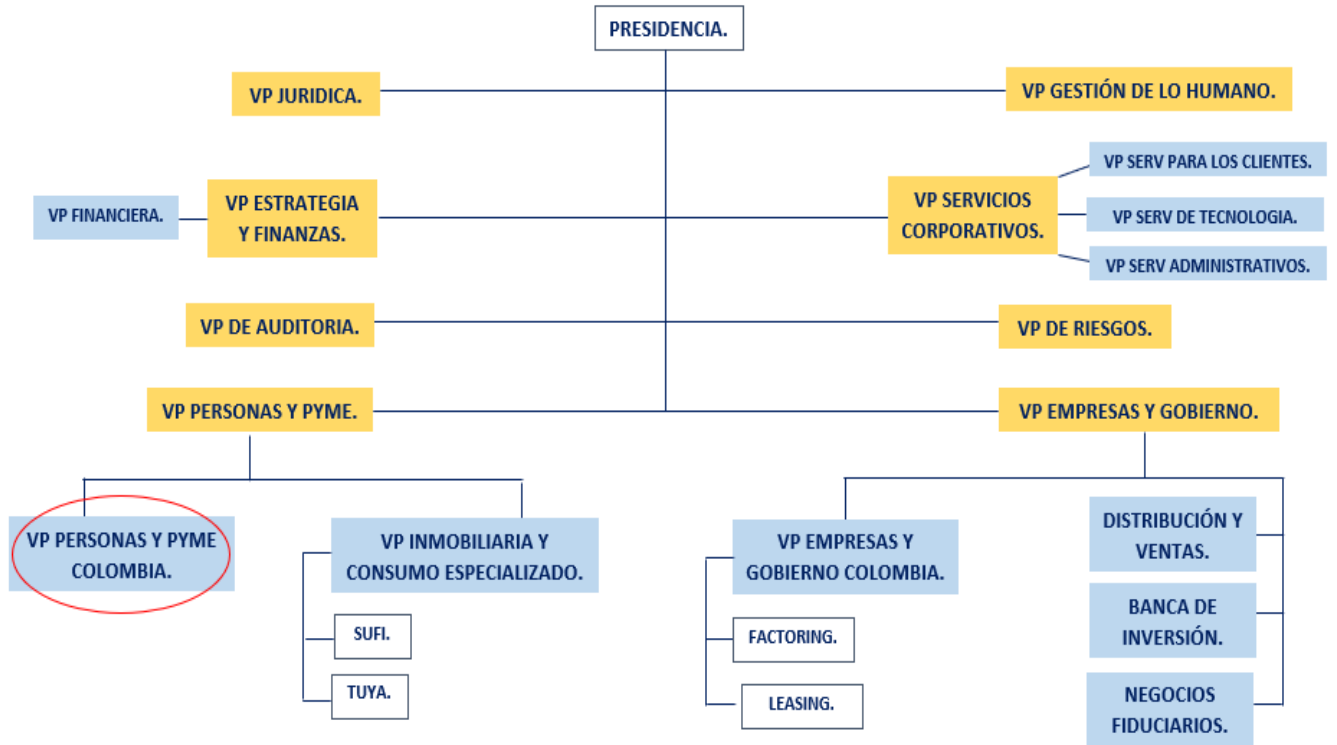 PRESIDENCIA.
VP JURIDICA.
VP GESTIÓN DE LO HUMANO.
VP FINANCIERA.
VP ESTRATEGIA
Y FINANZAS.
VP SERVICIOS
CORPORATIVOS.
VP SERV PARA LOS CLIENTES.
VP SERV DE TECNOLOGIA.
VP SERV ADMINISTRATIVOS.
VP DE AUDITORIA.
VP DE RIESGOS.
VP PERSONAS Y PYME.
VP EMPRESAS Y GOBIERNO.
VP PERSONAS Y PYME
COLOMBIA.
VP INMOBILIARIA Y
CONSUMO ESPECIALIZADO.
SUFI.
TUYA.
VP EMPRESAS Y
GOBIERNO COLOMBIA.
FACTORING.
LEASING.
DISTRIBUCIÓN Y
VENTAS.
BANCA DE
INVERSIÓN.
NEGOCIOS
FIDUCIARIOS.